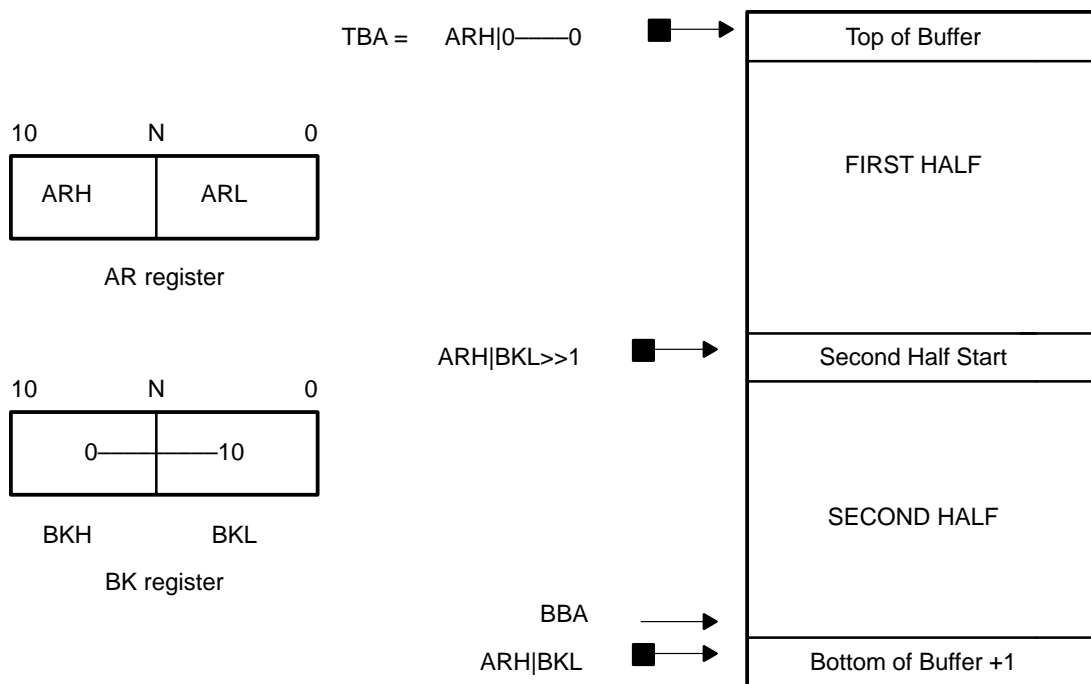 TBA = ARH|0——0 Top of Buffer
10 N 0
ARH ARL
AR register
FIRST HALF
ARH|BKL>>1 Second Half Start
10 N 0
0————10
BKH BKL
BK register
SECOND HALF
BBA
ARH|BKL Bottom of Buffer +1